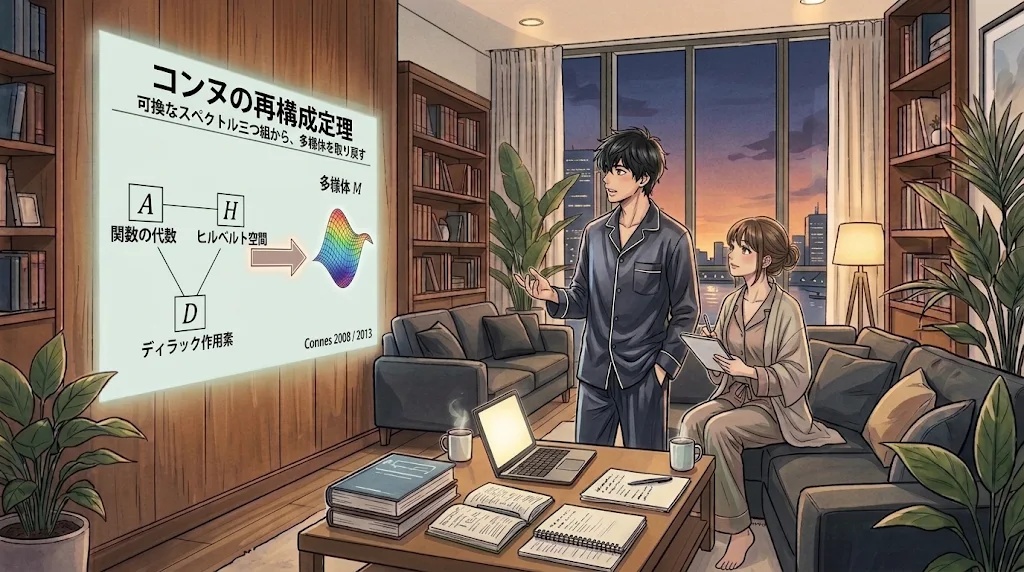 コンヌの再構成定理
可換なスペクトル三つ組から、多様体を取り戻す
多様体 M
A
H
関数の代数
ヒルベルト空間
D
ディラック作用素
Connes 2008 / 2013